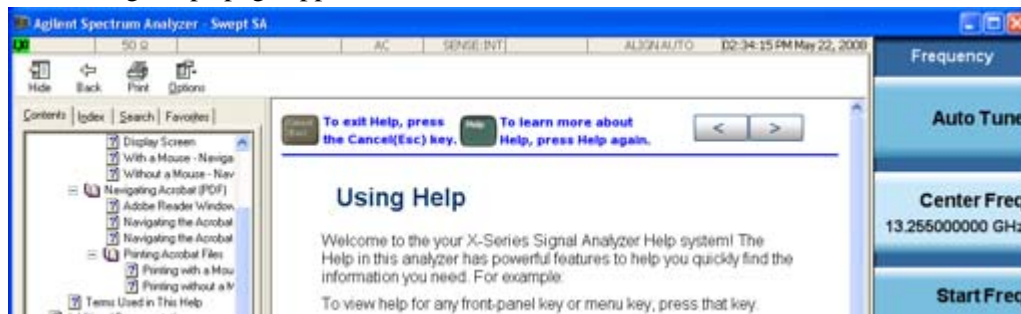 Agilent Spectrum Analyzer - Swept SA
50 Ω AC SENSE:INT ALIGN AUTO 02:34:15 PM May 22, 2008
Frequency
Hide Back Print Options
Contents Index Search Favorites
To exit Help, press
the Cancel(Esc) key.
Help
To learn more about
Help, press Help again.
< >
Auto Tune
Display Screen
With a Mouse - Naviga
Without a Mouse - Nav
Navigating Acrobat (PDF)
Adobe Reader Window
Navigating the Acrobat
Navigating the Acrobat
Printing Acrobat Files
Printing with a Mou
Printing without a M
Terms Used in This Help
Using Help
Welcome to the your X-Series Signal Analyzer Help system! The
Help in this analyzer has powerful features to help you quickly find the
information you need. For example:
To view help for any front-panel key or menu key, press that key.
Center Freq
13.255000000 GHz
Start Freq